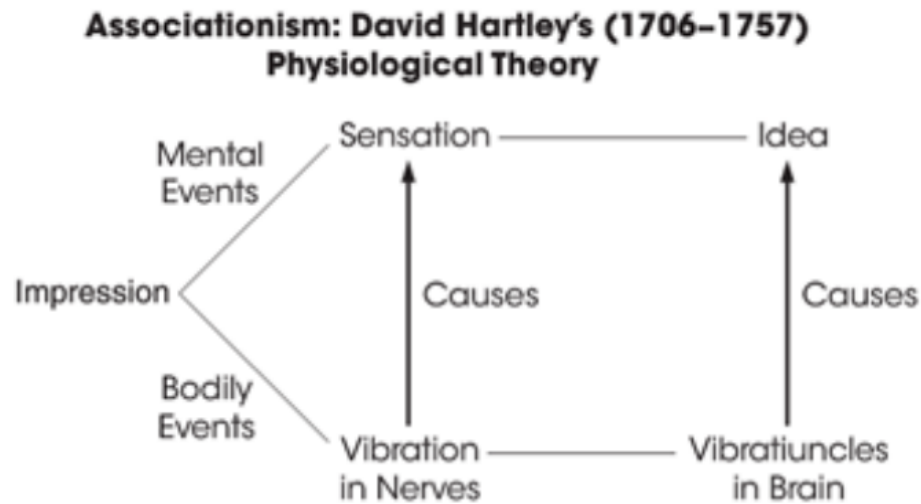 Associationism: David Hartley's (1706–1757)
Physiological Theory
Sensation
Idea
Mental
Events
Impression
Causes
Causes
Bodily
Events
Vibration
in Nerves
Vibratiuncles
in Brain